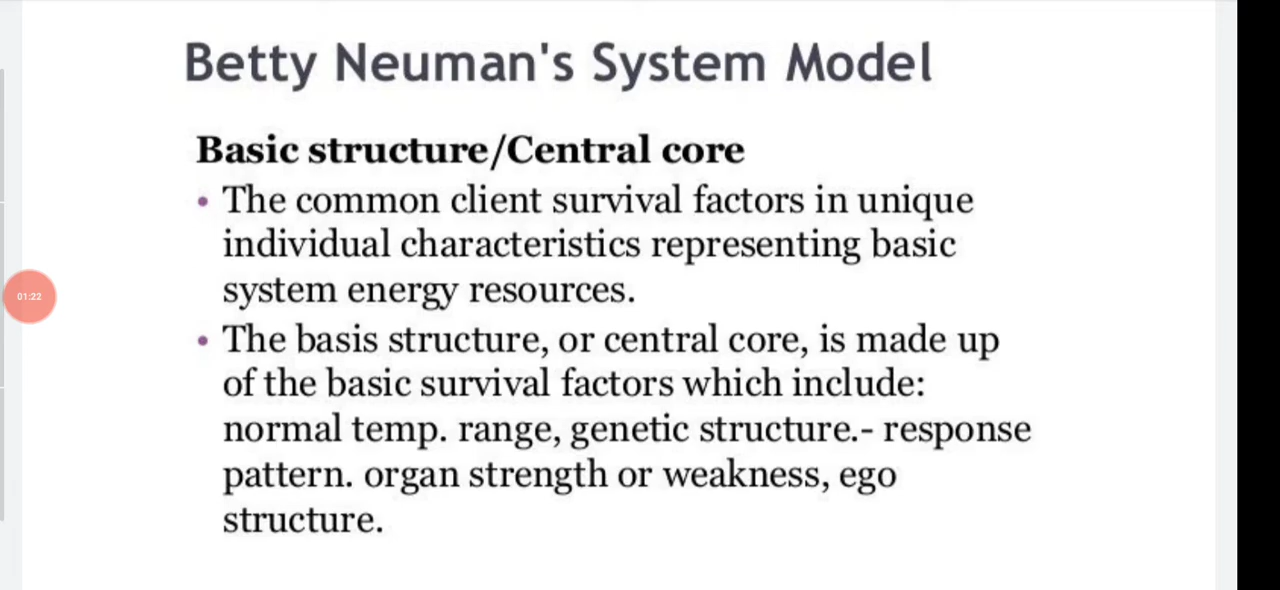 Betty Neuman's System Model
Basic structure/Central core
• The common client survival factors in unique
individual characteristics representing basic
system energy resources.
• The basis structure, or central core, is made up
of the basic survival factors which include:
normal temp. range, genetic structure.- response
pattern. organ strength or weakness, ego
structure.
01:22